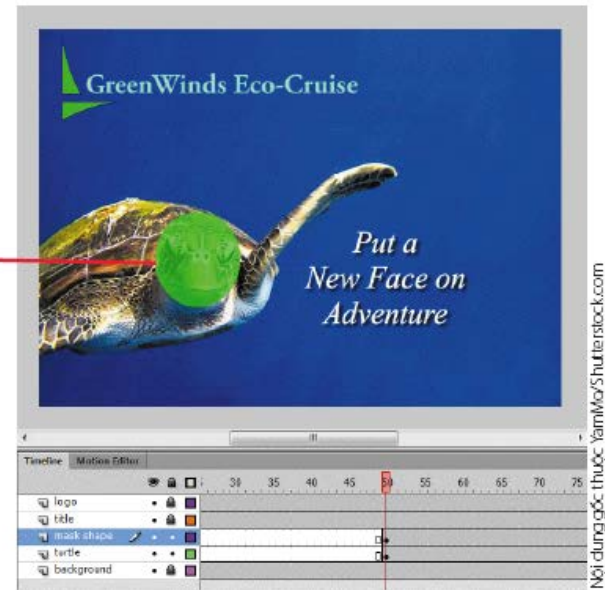 GreenWinds Eco-Cruise
Put a
New Face on
Adventure
Nội dung gốc thuộc YamMo/Shutterstock.com
Timeline Motion Editor
30 35 40 45 50 55 60 65 70 75
logo
title
mask shape
turtle
background